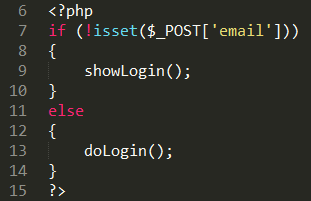 6 <?php
7 if (!isset($_POST['email']))
8 {
9     showLogin();
10 }
11 else
12 {
13     doLogin();
14 }
15 ?>